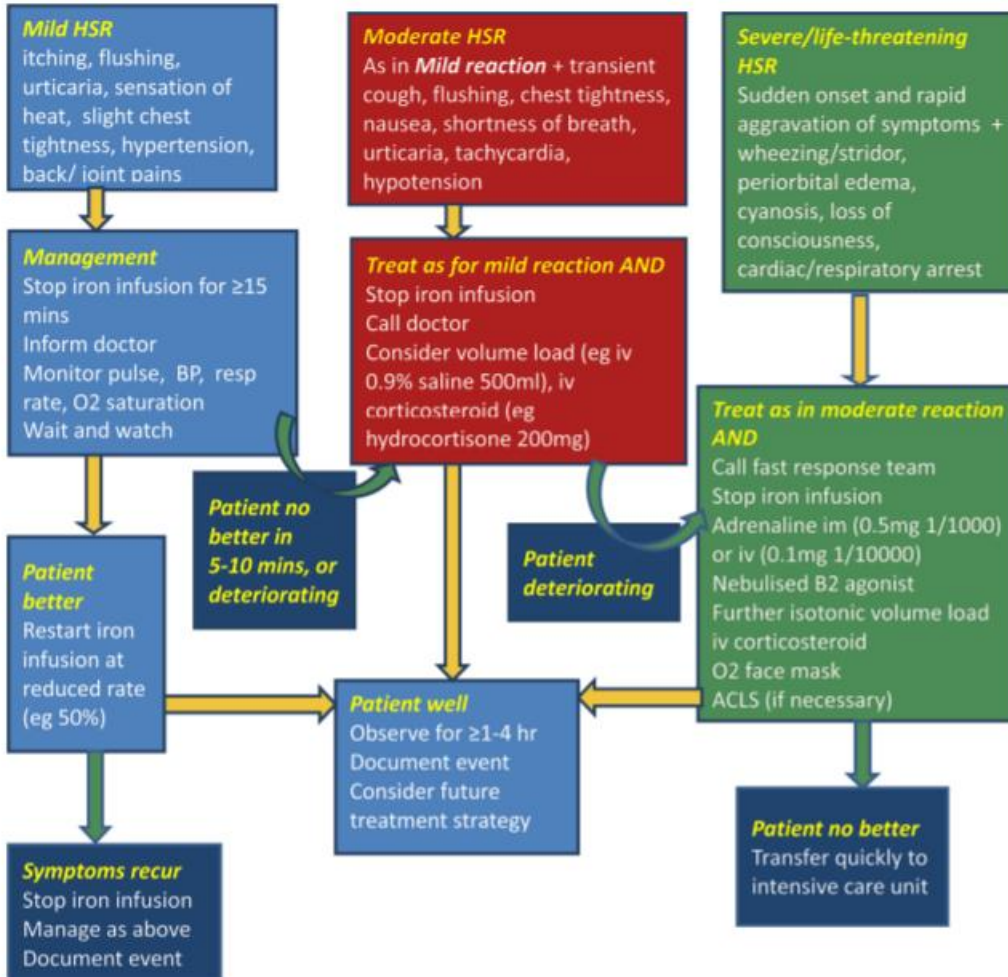 Mild HSR
itching, flushing,
urticaria, sensation of
heat, slight chest
tightness, hypertension,
back/ joint pains
Moderate HSR
As in Mild reaction + transient
cough, flushing, chest tightness,
nausea, shortness of breath,
urticaria, tachycardia,
hypotension
Severe/life-threatening
HSR
Sudden onset and rapid
aggravation of symptoms +
wheezing/stridor,
periorbital edema,
cyanosis, loss of
consciousness,
cardiac/respiratory arrest
Management
Stop iron infusion for ≥15
mins
Inform doctor
Monitor pulse, BP, resp
rate, O2 saturation
Wait and watch
Treat as for mild reaction AND
Stop iron infusion
Call doctor
Consider volume load (eg iv
0.9% saline 500ml), iv
corticosteroid (eg
hydrocortisone 200mg)
Treat as in moderate reaction
AND
Call fast response team
Stop iron infusion
Adrenaline im (0.5mg 1/1000)
or iv (0.1mg 1/10000)
Nebulised B2 agonist
Further isotonic volume load
iv corticosteroid
O2 face mask
ACLS (if necessary)
Patient no
better in
5-10 mins, or
deteriorating
Patient
deteriorating
Patient
better
Restart iron
infusion at
reduced rate
(eg 50%)
Patient well
Observe for ≥1-4 hr
Document event
Consider future
treatment strategy
Patient no better
Transfer quickly to
intensive care unit
Symptoms recur
Stop iron infusion
Manage as above
Document event